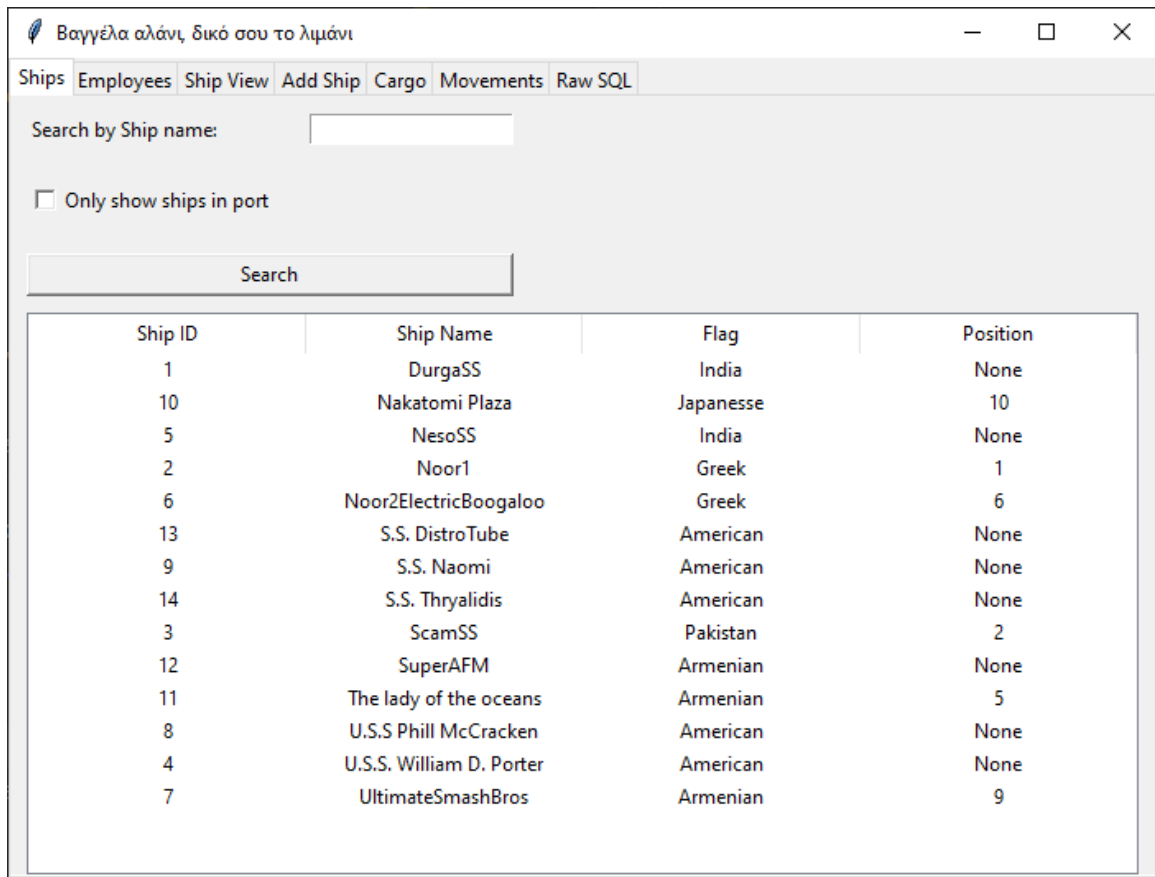 Βαγγέλα αλάνι, δικό σου το λιμάνι
Ships Employees Ship View Add Ship Cargo Movements Raw SQL
Search by Ship name:
Only show ships in port
Search
Ship ID Ship Name Flag Position
1 DurgaSS India None
10 Nakatomi Plaza Japanesse 10
5 NesoSS India None
2 Noor1 Greek 1
6 Noor2ElectricBoogaloo Greek 6
13 S.S. DistroTube American None
9 S.S. Naomi American None
14 S.S. Thryalidis American None
3 ScamSS Pakistan 2
12 SuperAFM Armenian None
11 The lady of the oceans Armenian 5
8 U.S.S Phill McCracken American None
4 U.S.S. William D. Porter American None
7 UltimateSmashBros Armenian 9